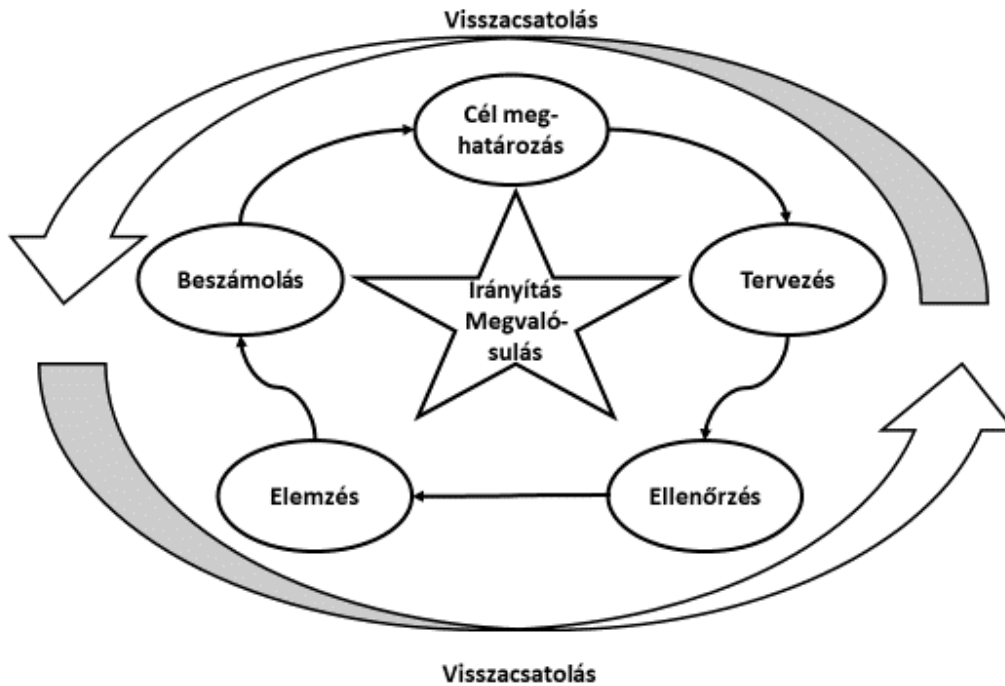 Visszacsatolás
Cél meg-
határozás
Beszámolás
Tervezés
Irányítás
Megvaló-
sulás
Elemzés
Ellenőrzés
Visszacsatolás